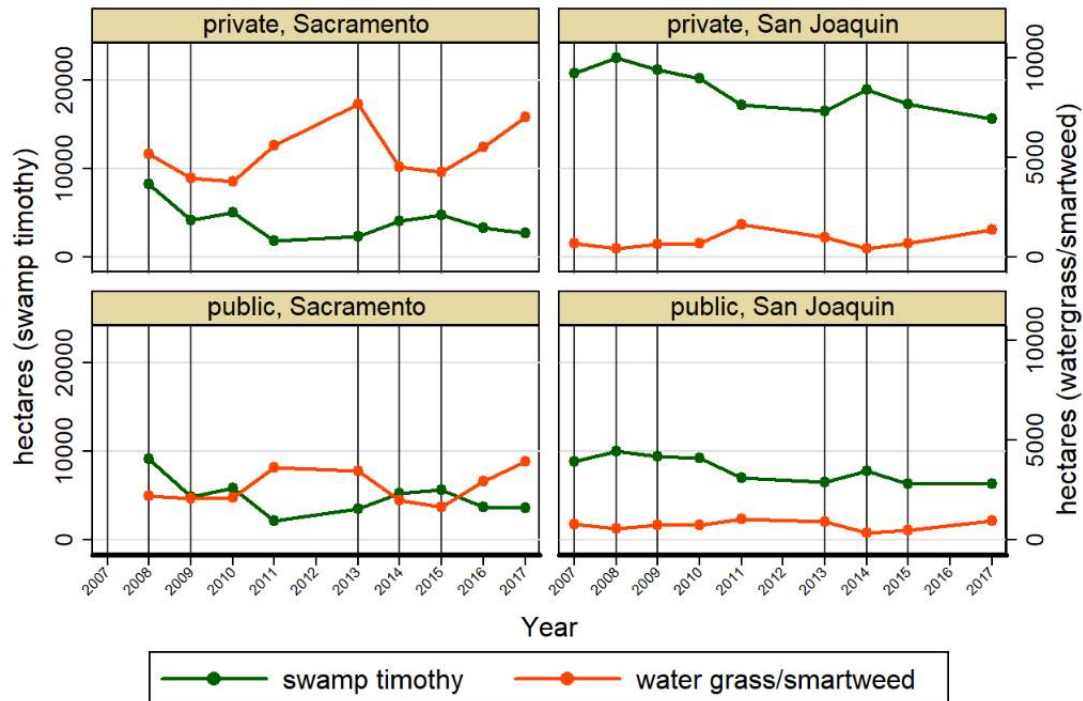 private, Sacramento
private, San Joaquin
hectares (swamp timothy)
20000
10000
0
10000
5000
0
hectares (watergrass/smartweed)
public, Sacramento
public, San Joaquin
20000
10000
0
10000
5000
0
2007 2008 2009 2010 2011 2012 2013 2014 2015 2016 2017
2007 2008 2009 2010 2011 2012 2013 2014 2015 2016 2017
Year
swamp timothy water grass/smartweed